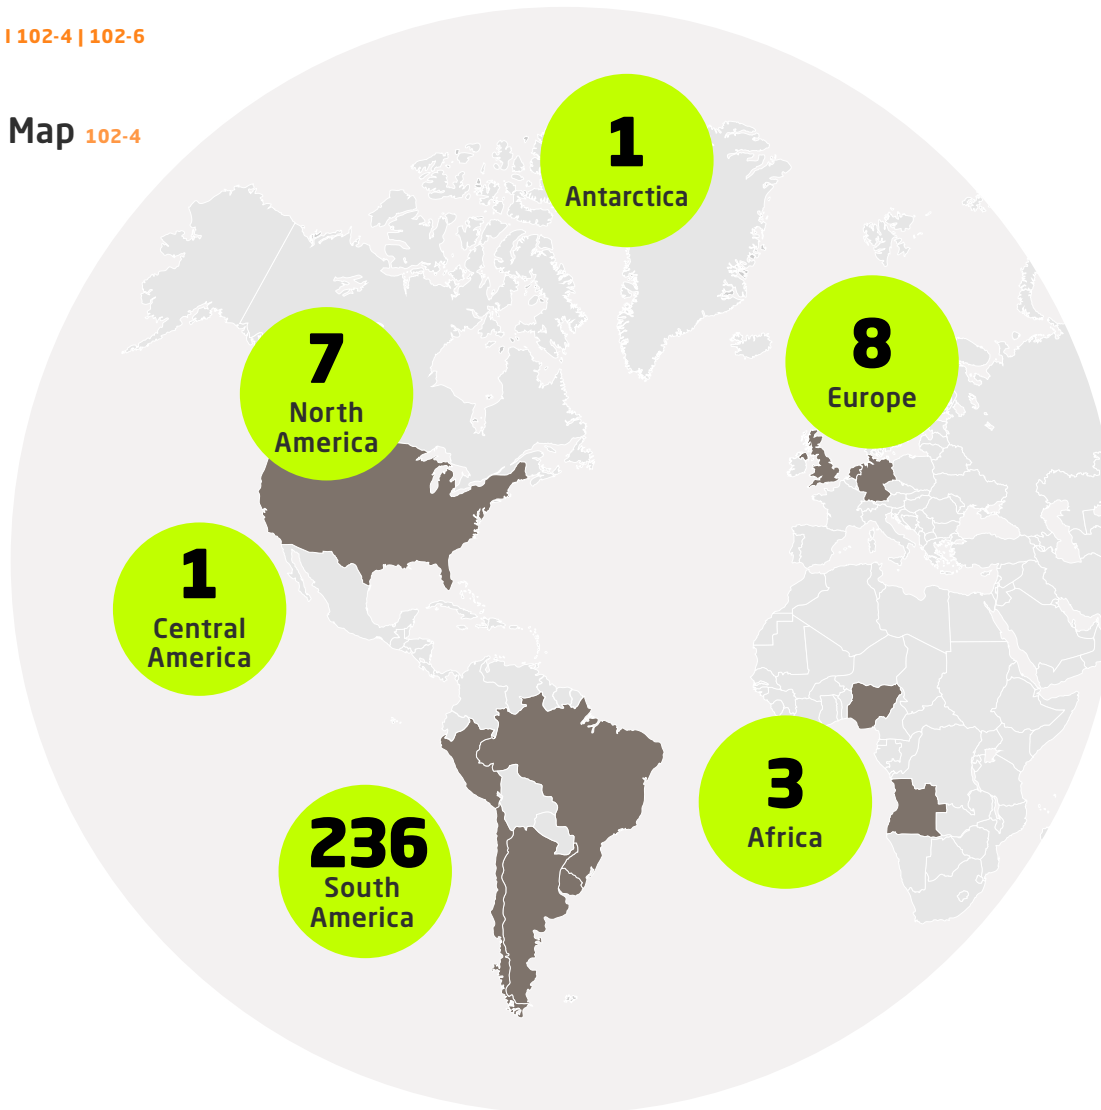 I 102-4 | 102-6
Map 102-4
1
Antarctica
7
North
America
8
Europe
1
Central
America
236
South
America
3
Africa